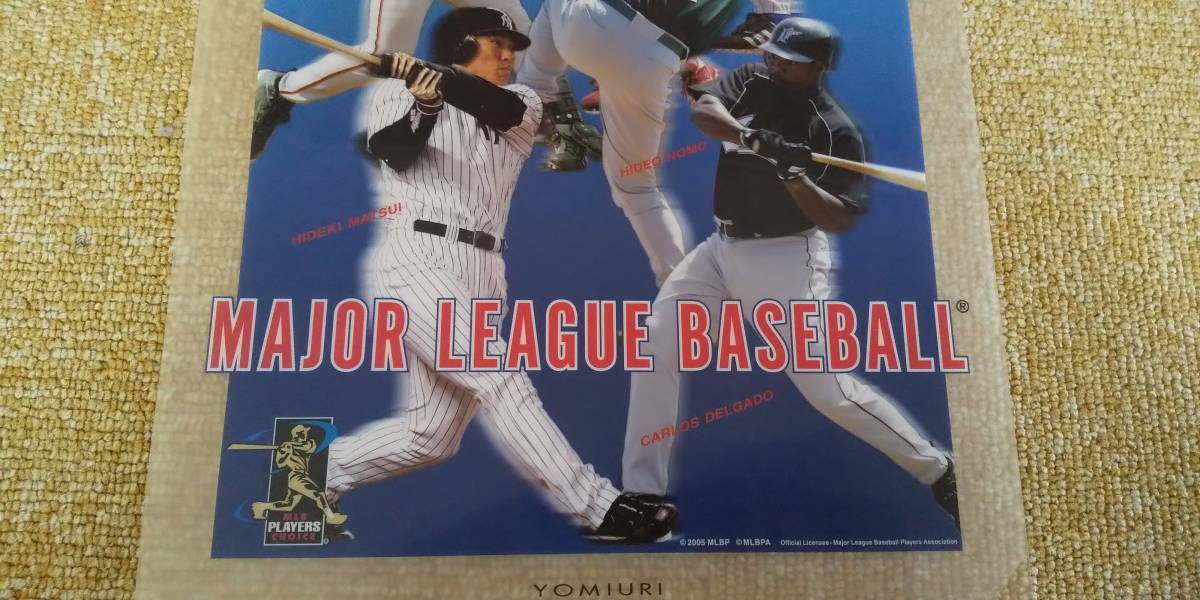 HIDEO NOMO
HIDEKI MATSUI
MAJOR LEAGUE BASEBALL®
CARLOS DELGADO
MLB
PLAYERS
CHOICE
© 2005 MLBP © MLBPA Official Licensee - Major League Baseball Players Association
YOMIURI